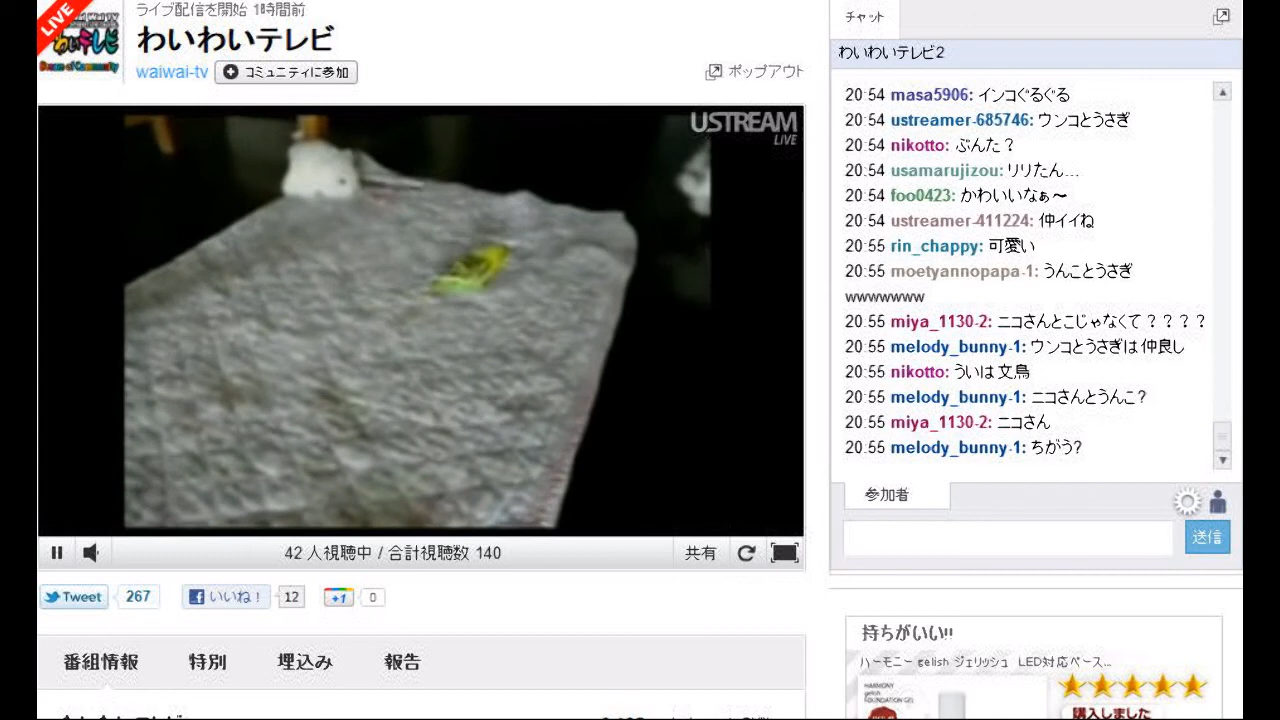 LIVE
ライブ配信を開始 1時間前
わいわいテレビ
waiwai-tv コミュニティに参加
ポップアウト
USTREAM
LIVE
42 人視聴中 / 合計視聴数 140
共有
Tweet 267 いいね! 12 +1 0
番組情報 特別 埋込み 報告
チャット
わいわいテレビ2
20:54 masa5906: インコぐるぐる
20:54 ustreamer-685746: ウンコとうさぎ
20:54 nikotto: ぶんた？
20:54 usamarujizou: リリたん...
20:54 foo0423: かわいいなぁ～
20:54 ustreamer-411224: 仲イイね
20:55 rin_chappy: 可愛い
20:55 moetyannopapa-1: うんことうさぎ
wwwwwww
20:55 miya_1130-2: ニコさんとこじゃなくて？？？？
20:55 melody_bunny-1: ウンコとうさぎは仲良し
20:55 nikotto: ういは文鳥
20:55 melody_bunny-1: ニコさんとうんこ？
20:55 miya_1130-2: ニコさん
20:55 melody_bunny-1: ちがう?
参加者
送信
持ちがいい!!
ハーモニー gelish ジェリッシュ LED対応ベース...
HARMONY
gelish
FOUNDATION GEL
購入しました